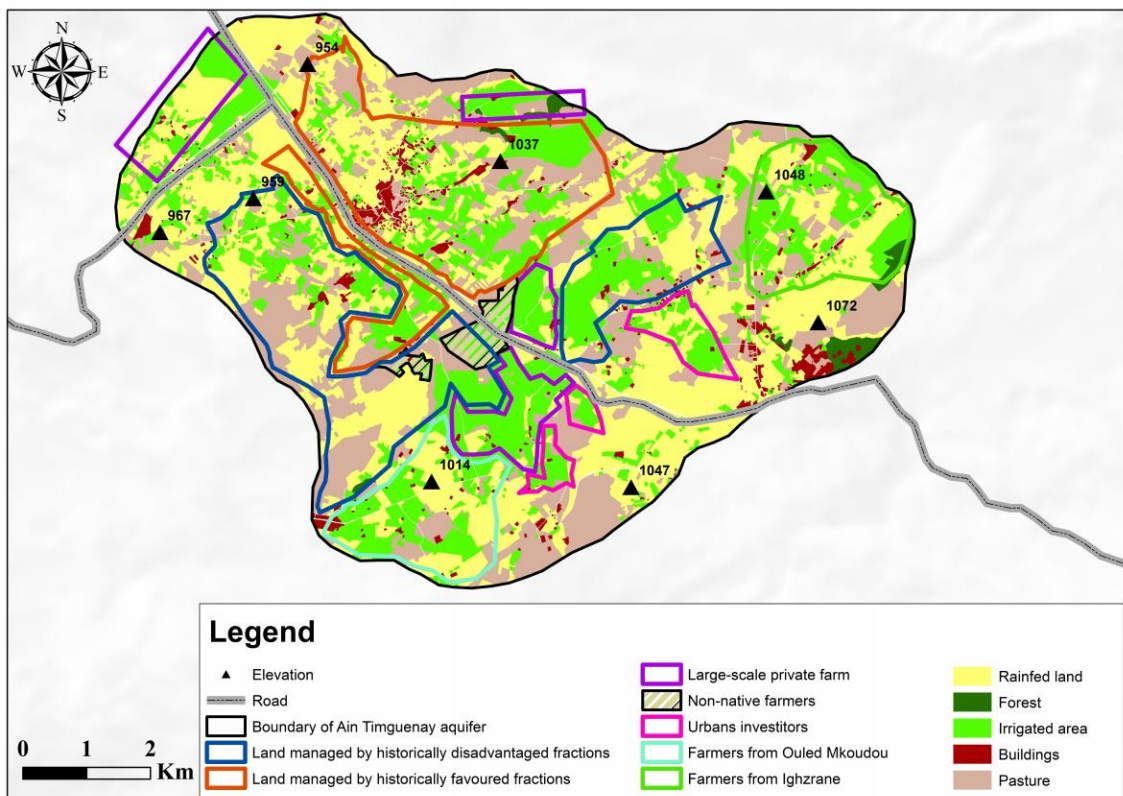 N
W E
S
954
1037
1048
959
967
1072
1014
1047
Legend
Elevation
Road
Boundary of Ain Timguenay aquifer
Land managed by historically disadvantaged fractions
Land managed by historically favoured fractions
Large-scale private farm
Non-native farmers
Urbans investitors
Farmers from Ouled Mkoudou
Farmers from Ighzrane
Rainfed land
Forest
Irrigated area
Buildings
Pasture
0 1 2
Km